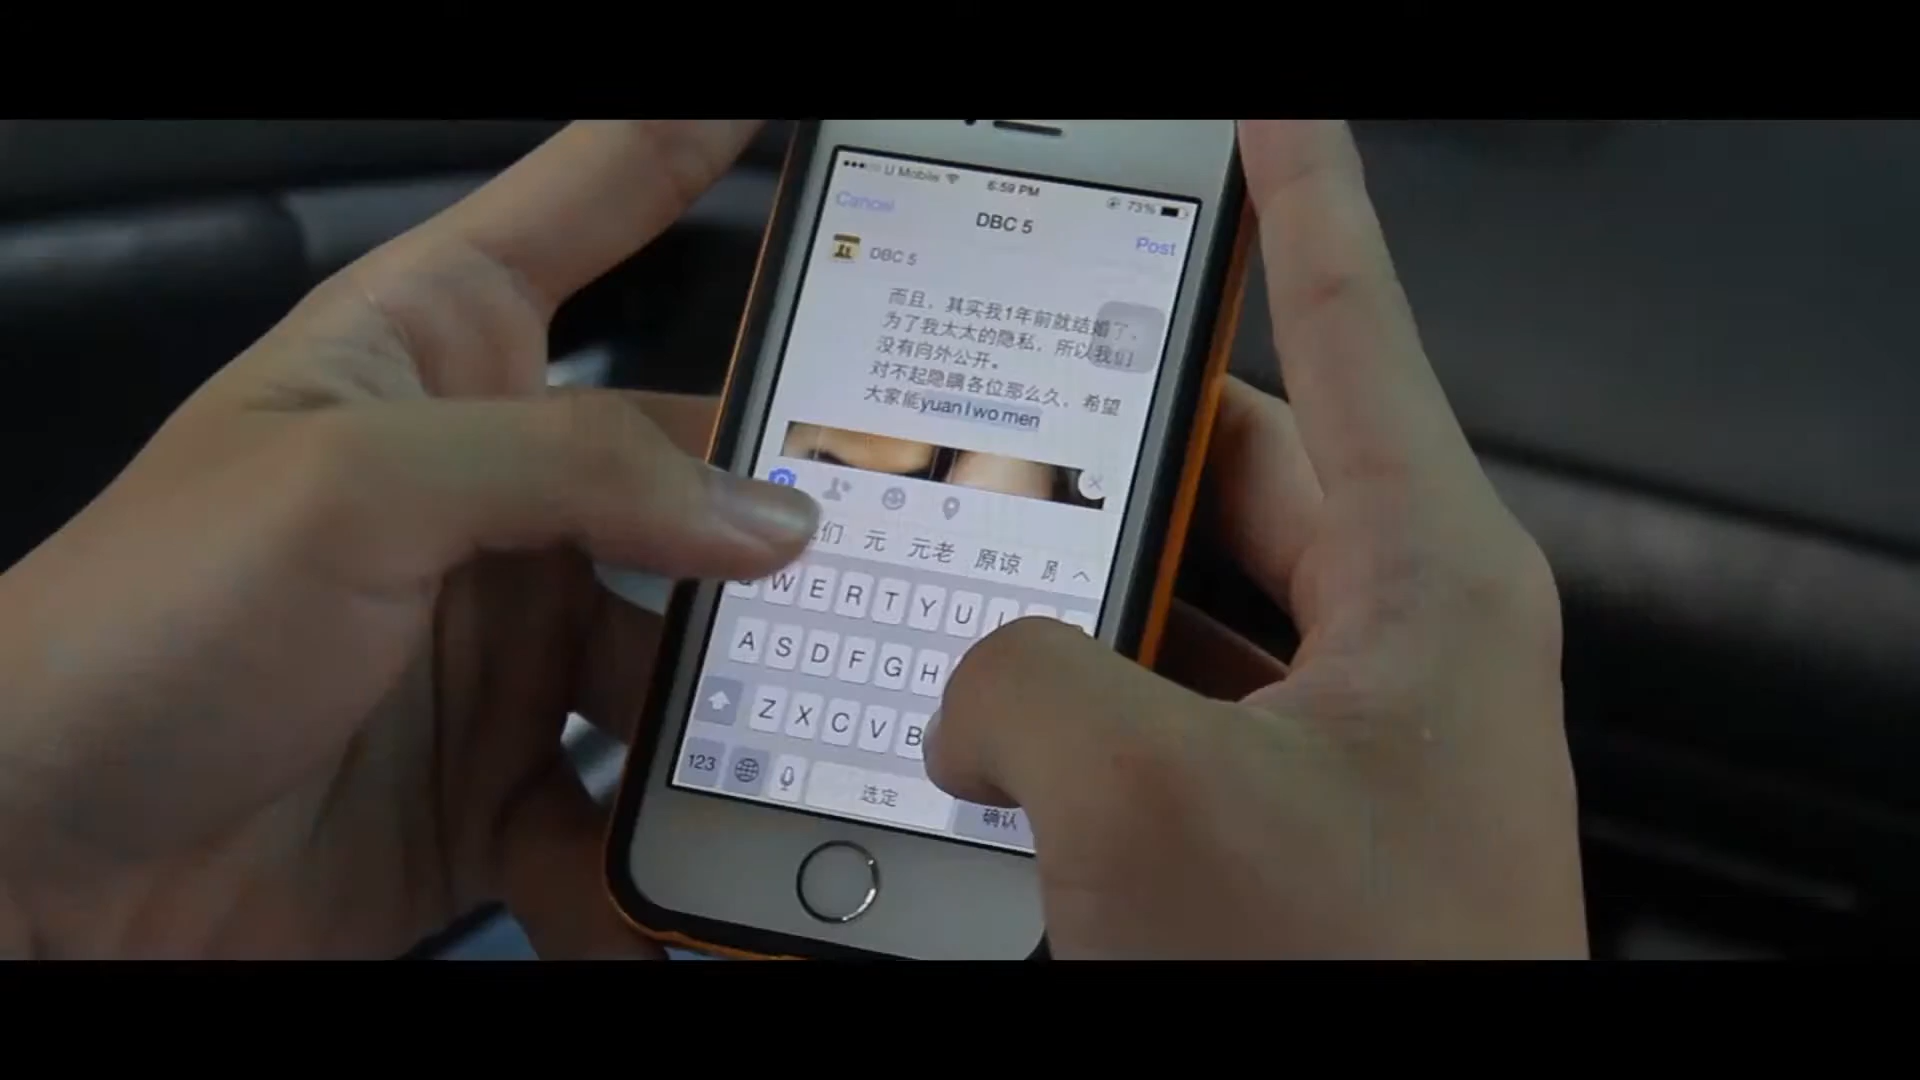 U Mobile 6:59 PM 73%
Cancel DBC 5 Post
DBC 5
而且，其实我1年前就结婚了，
为了我太太的隐私，所以我们
没有向外公开。
对不起隐瞒各位那么久，希望
大家能yuan l wo men
们 元 元老 原谅
W E R T Y U
A S D F G H
Z X C V B
123 选定 确认